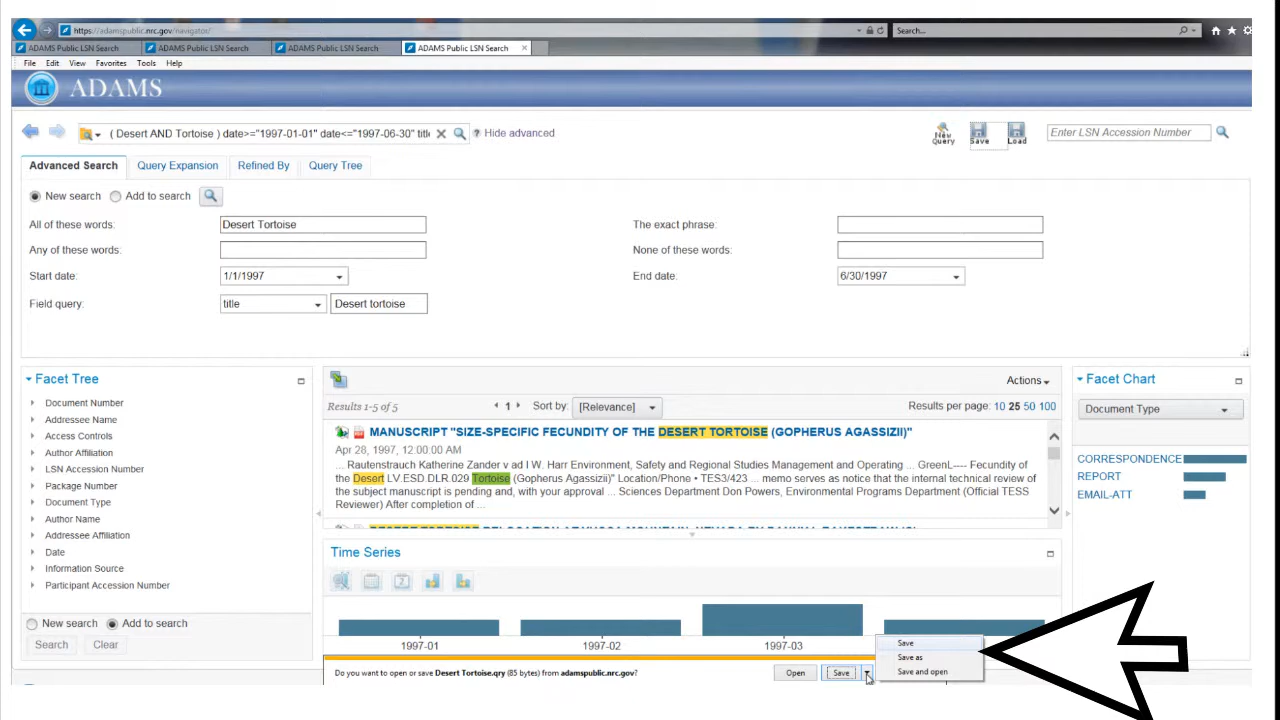 https://adamspublic.nrc.gov/navigator/
Search...
ADAMS Public LSN Search
ADAMS Public LSN Search
ADAMS Public LSN Search
ADAMS Public LSN Search
File Edit View Favorites Tools Help
ADAMS
( Desert AND Tortoise ) date>="1997-01-01" date<="1997-06-30" titl
? Hide advanced
New Query
Save
Load
Enter LSN Accession Number
Advanced Search Query Expansion Refined By Query Tree
New search Add to search
All of these words: Desert Tortoise The exact phrase:
Any of these words: None of these words:
Start date: 1/1/1997 End date: 6/30/1997
Field query: title Desert tortoise
Facet Tree
Document Number
Addressee Name
Access Controls
Author Affiliation
LSN Accession Number
Package Number
Document Type
Author Name
Addressee Affiliation
Date
Information Source
Participant Accession Number
New search Add to search
Search Clear
Actions
Results 1-5 of 5 1 Sort by: [Relevance] Results per page: 10 25 50 100
MANUSCRIPT "SIZE-SPECIFIC FECUNDITY OF THE DESERT TORTOISE (GOPHERUS AGASSIZII)"
Apr 28, 1997, 12:00:00 AM
... Rautenstrauch Katherine Zander v ad I W. Harr Environment, Safety and Regional Studies Management and Operating ... GreenL---- Fecundity of
the Desert LV.ESD DLR.029 Tortoise (Gopherus Agassizii)" Location/Phone • TES3/423 ... memo serves as notice that the internal technical review of
the subject manuscript is pending and, with your approval ... Sciences Department Don Powers, Environmental Programs Department (Official TESS
Reviewer) After completion of ...
Time Series
1997-01 1997-02 1997-03
Facet Chart
Document Type
CORRESPONDENCE
REPORT
EMAIL-ATT
Do you want to open or save Desert Tortoise.qry (85 bytes) from adamspublic.nrc.gov?
Open Save
Save
Save as
Save and open